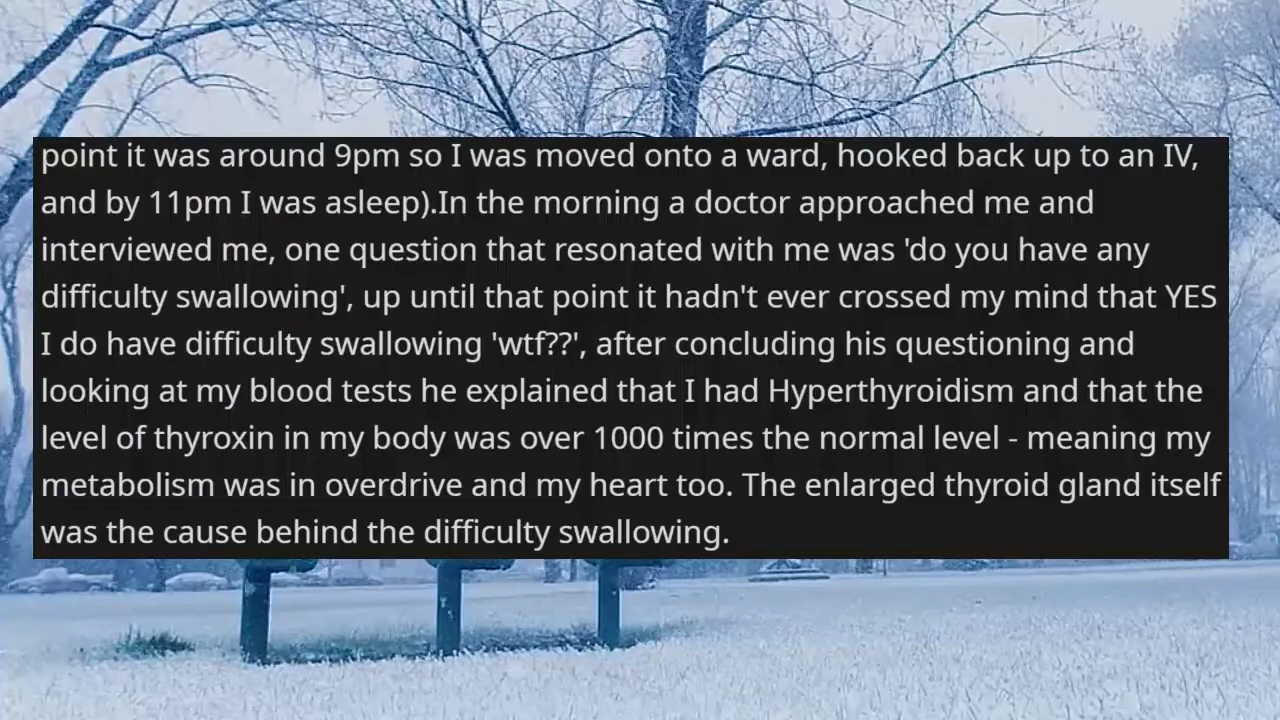 point it was around 9pm so I was moved onto a ward, hooked back up to an IV,
and by 11pm I was asleep).In the morning a doctor approached me and
interviewed me, one question that resonated with me was 'do you have any
difficulty swallowing', up until that point it hadn't ever crossed my mind that YES
I do have difficulty swallowing 'wtf??', after concluding his questioning and
looking at my blood tests he explained that I had Hyperthyroidism and that the
level of thyroxin in my body was over 1000 times the normal level - meaning my
metabolism was in overdrive and my heart too. The enlarged thyroid gland itself
was the cause behind the difficulty swallowing.